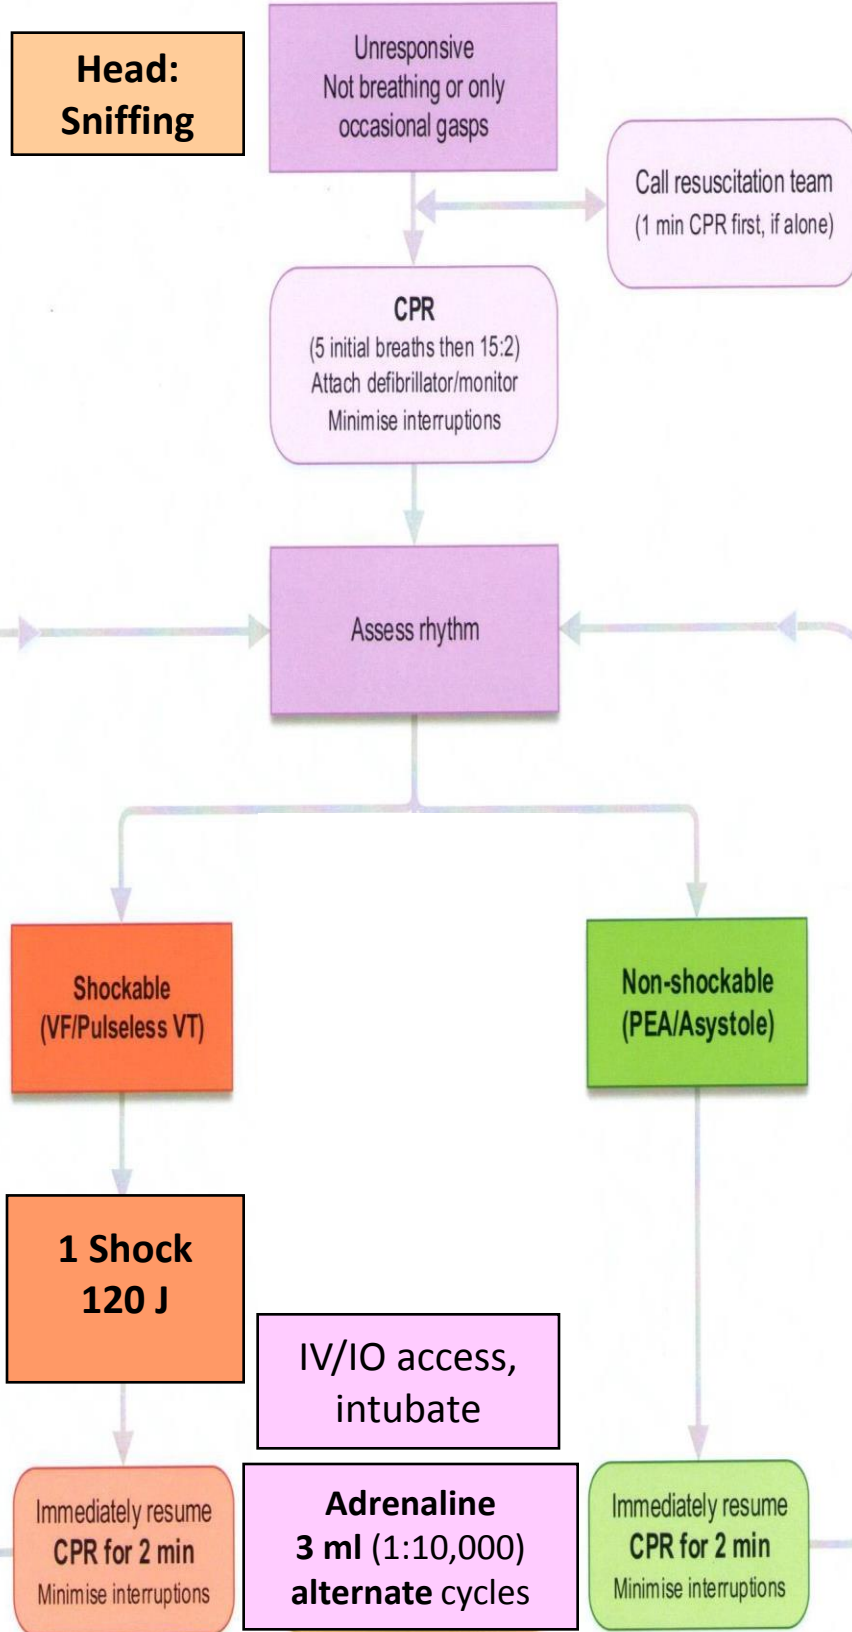 Head:
Sniffing
Unresponsive
Not breathing or only
occasional gasps
Call resuscitation team
(1 min CPR first, if alone)
CPR
(5 initial breaths then 15:2)
Attach defibrillator/monitor
Minimise interruptions
Assess rhythm
Shockable
(VF/Pulseless VT)
Non-shockable
(PEA/Asystole)
1 Shock
120 J
IV/IO access,
intubate
Immediately resume
CPR for 2 min
Minimise interruptions
Adrenaline
3 ml (1:10,000)
alternate cycles
Immediately resume
CPR for 2 min
Minimise interruptions